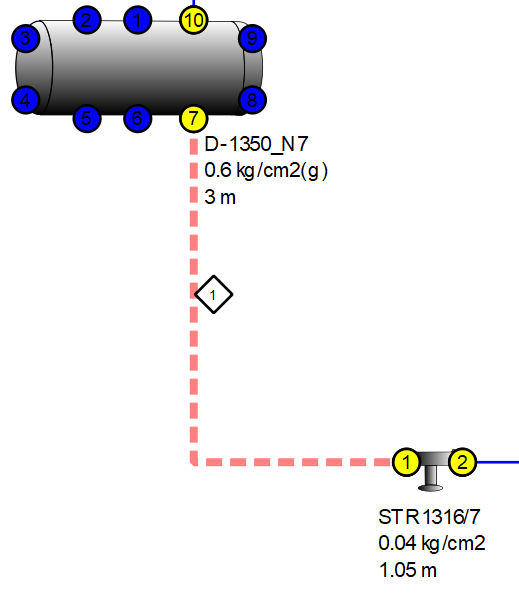 2 1 10
3 9
4 8
5 6 7
D-1350_N7
0.6 kg/cm2(g)
3 m
1
1 2
STR1316/7
0.04 kg/cm2
1.05 m